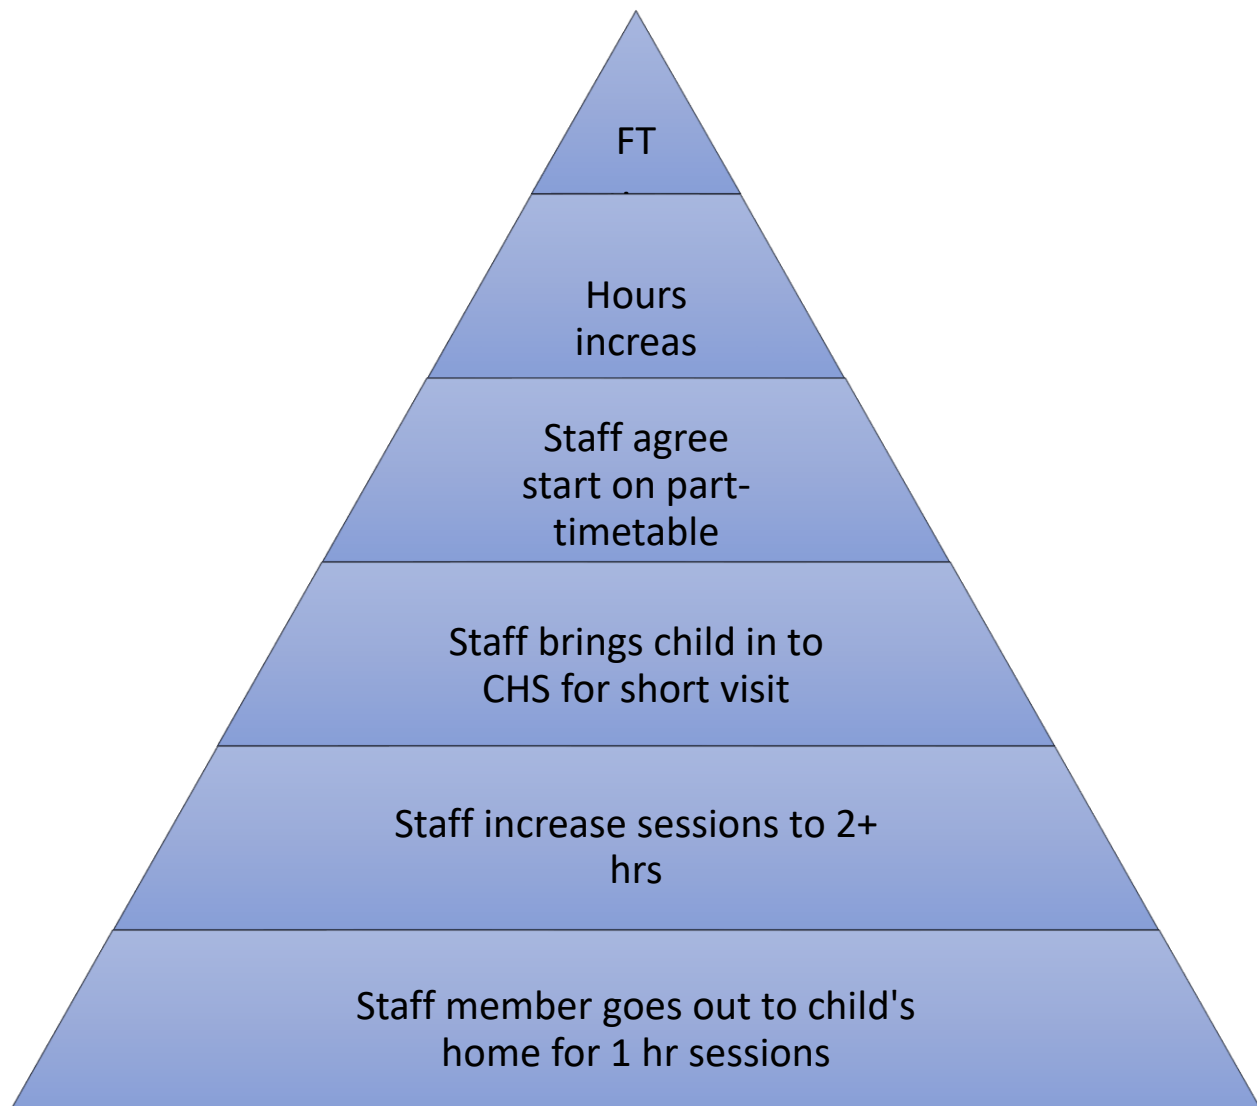 FT
Hours
increas
Staff agree
start on part-
timetable
Staff brings child in to
CHS for short visit
Staff increase sessions to 2+
hrs
Staff member goes out to child's
home for 1 hr sessions